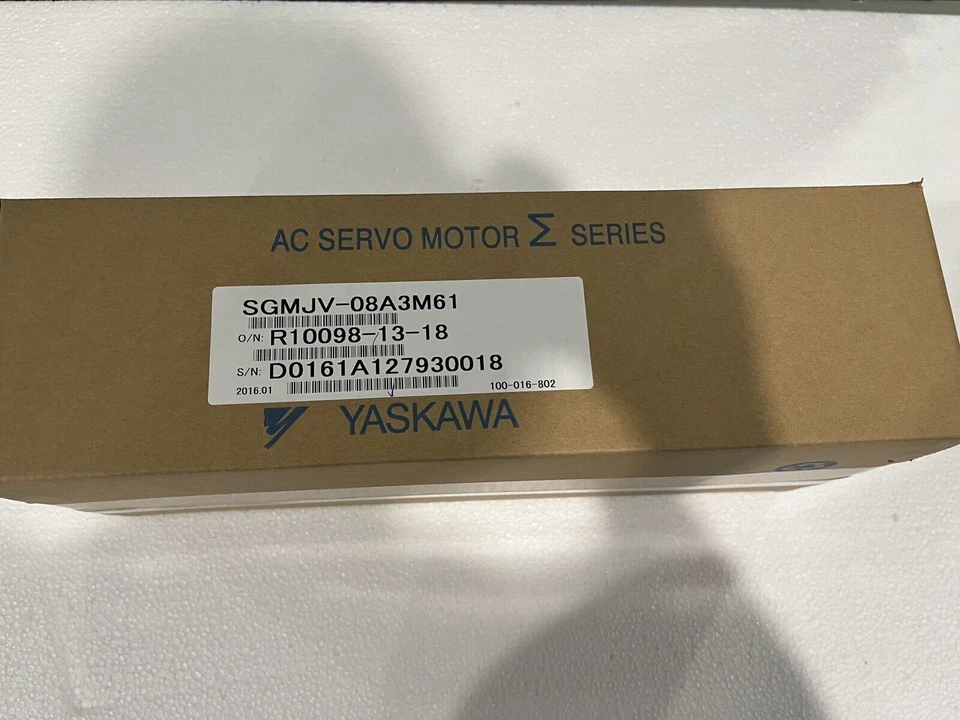 AC SERVO MOTOR Σ SERIES
SGMJV-08A3M61
O/N: R10098-13-18
S/N: D0161A127930018
2016.01 100-016-802
YASKAWA